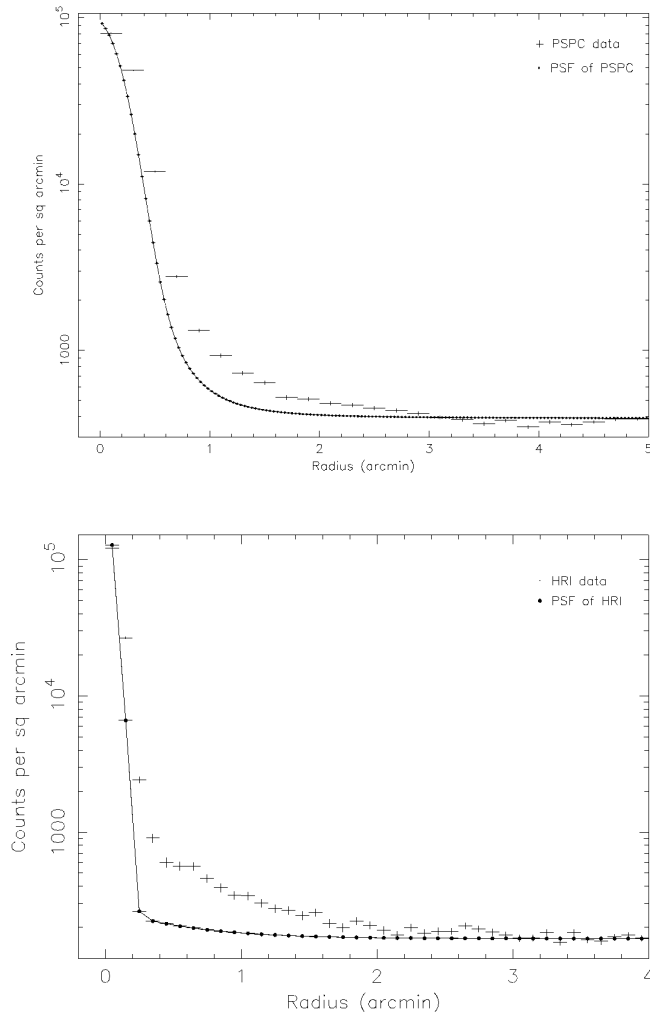 10^5
PSPC data
PSF of PSPC
10^4
1000
Counts per sq arcmin
0 1 2 3 4 5
Radius (arcmin)
10^5
HRI data
PSF of HRI
10^4
1000
Counts per sq arcmin
0 1 2 3 4
Radius (arcmin)